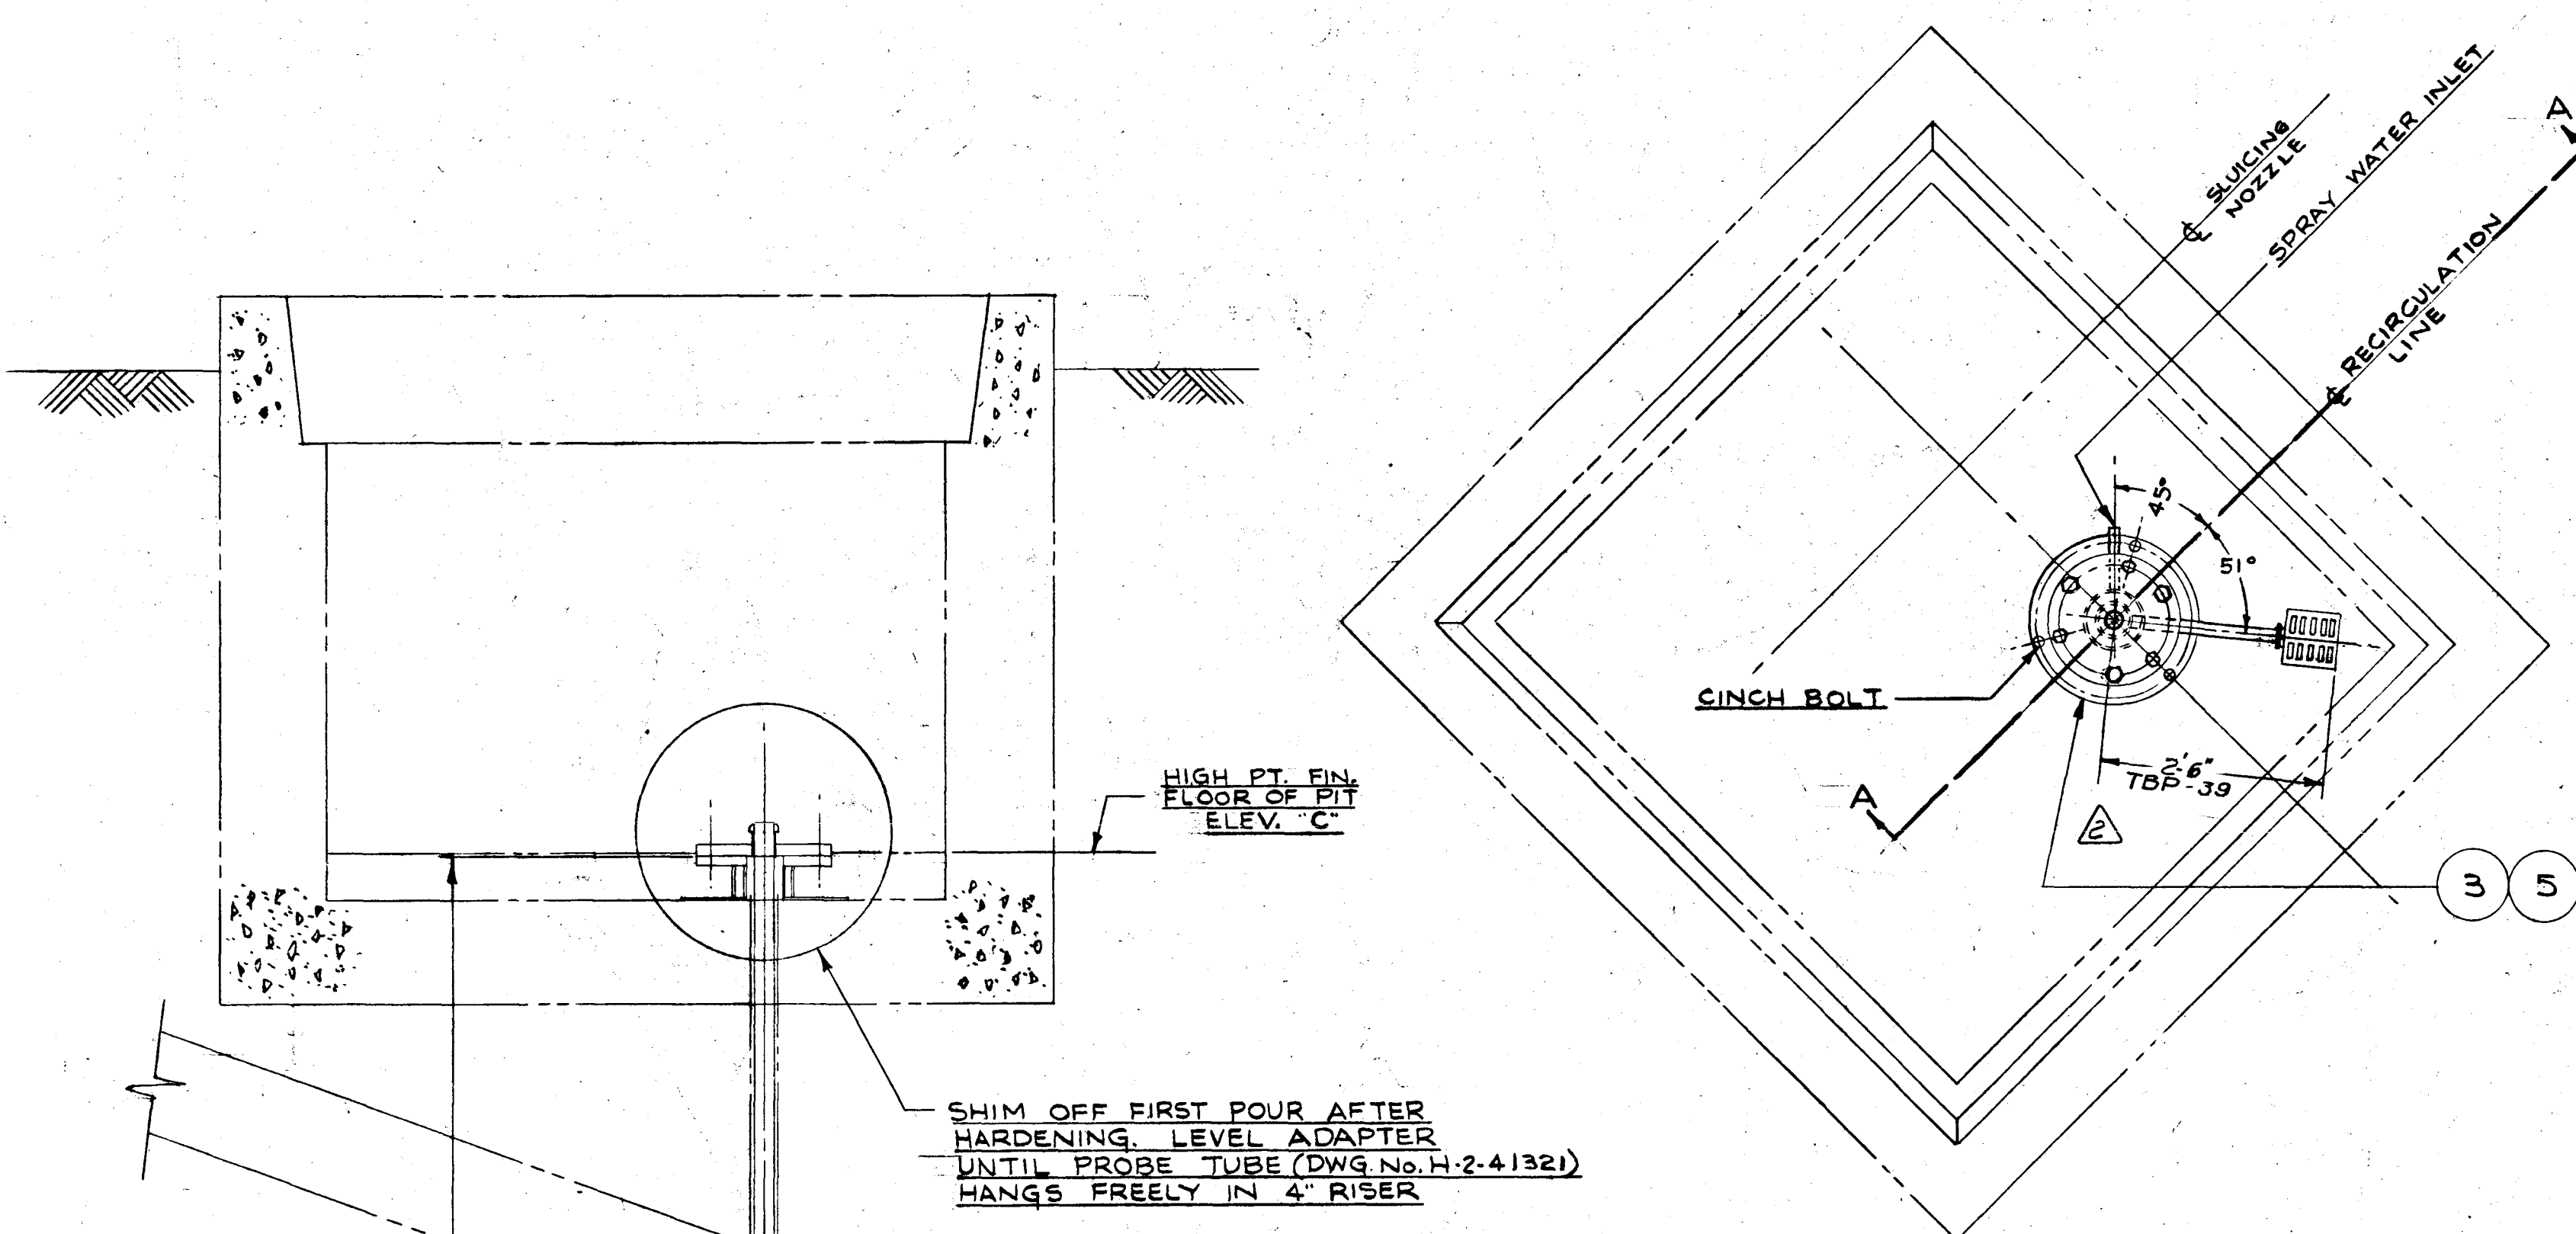 HIGH PT. FIN.
FLOOR OF PIT
ELEV. "C"
SHIM OFF FIRST POUR AFTER
HARDENING. LEVEL ADAPTER
UNTIL PROBE TUBE (DWG. No. H-2-41321)
HANGS FREELY IN 4" RISER
SLUICING
NOZZLE
℄
SPRAY WATER INLET
A
℄ RECIRCULATION
LINE
45°
51°
CINCH BOLT
2'-6"
TBP-39
A
2
3
5